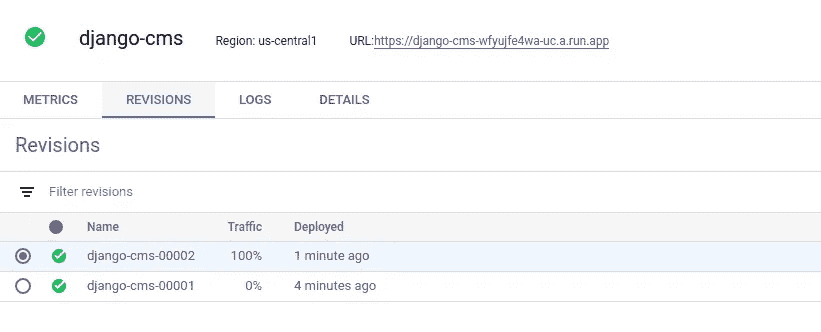 django-cms Region: us-central1 URL:https://django-cms-wfyujfe4wa-uc.a.run.app
METRICS REVISIONS LOGS DETAILS
Revisions
Filter revisions
Name Traffic Deployed
django-cms-00002 100% 1 minute ago
django-cms-00001 0% 4 minutes ago